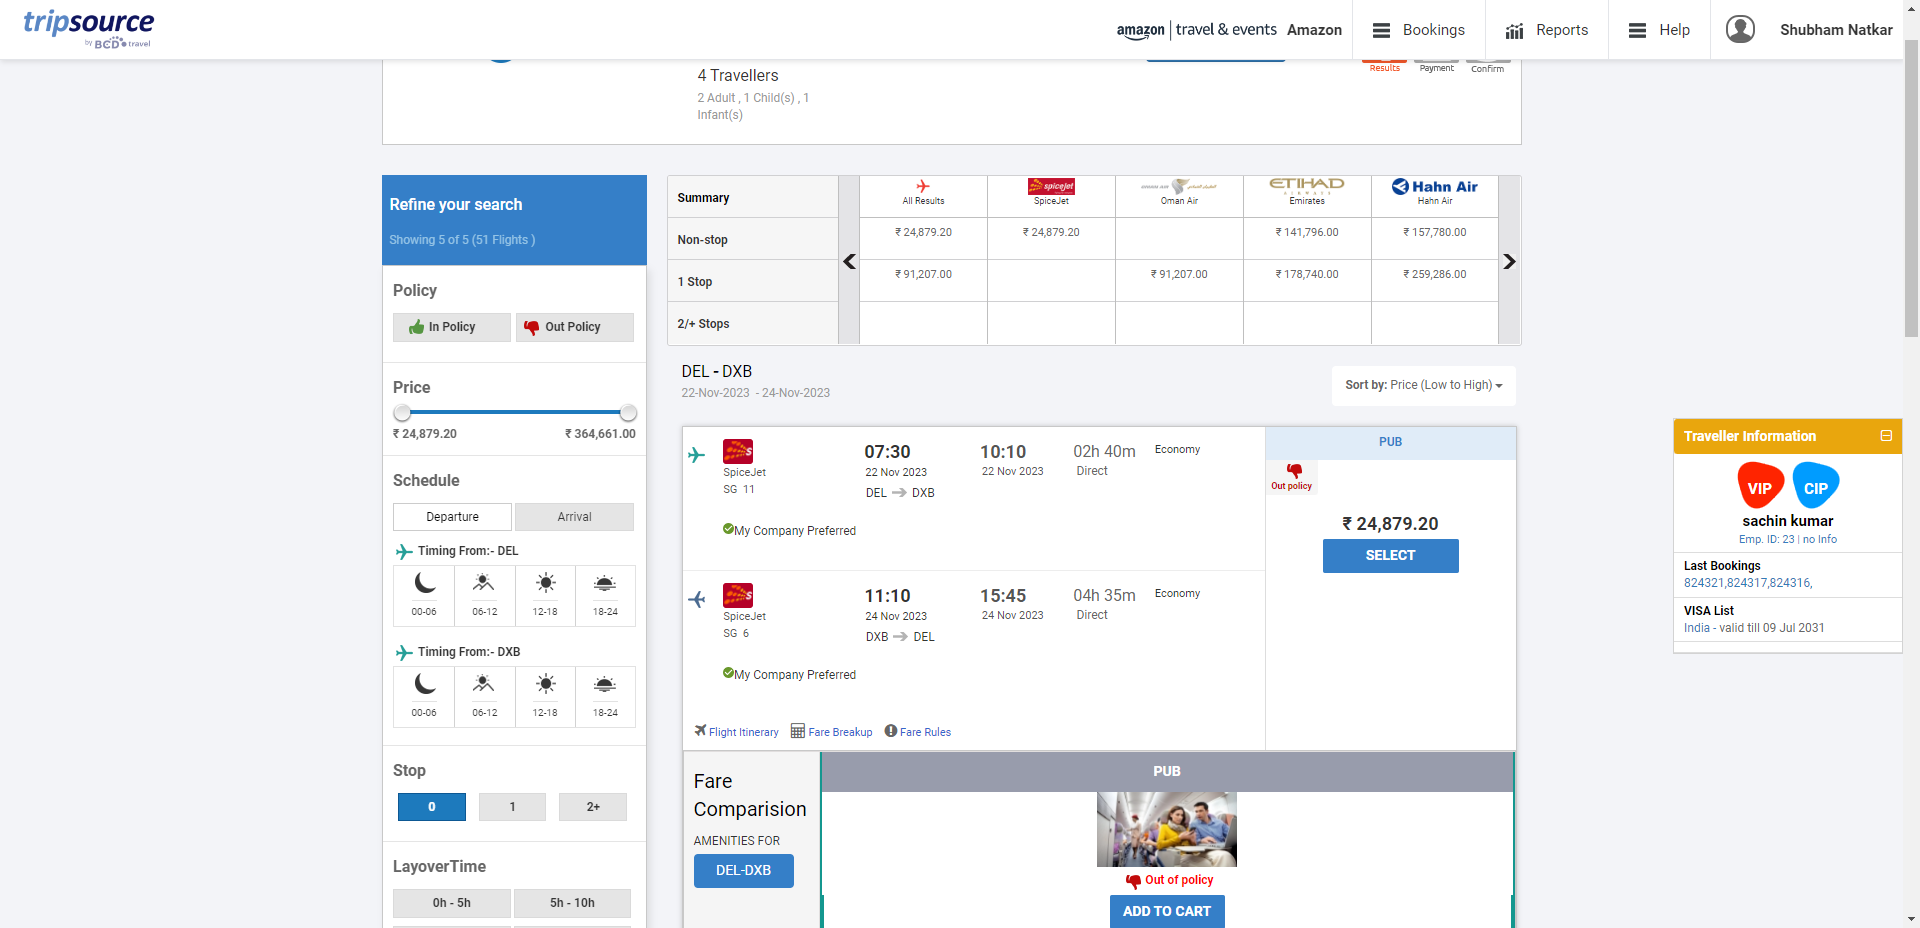 tripsource
by BCD travel
amazon | travel & events Amazon
Bookings
Reports
Help
Shubham Natkar
4 Travellers
2 Adult , 1 Child(s) , 1
Infant(s)
Results
Payment
Confirm
Refine your search
Showing 5 of 5 (51 Flights )
Policy
In Policy
Out Policy
Price
₹ 24,879.20
₹ 364,661.00
Schedule
Departure
Arrival
Timing From:- DEL
00-06
06-12
12-18
18-24
Timing From:- DXB
00-06
06-12
12-18
18-24
Stop
0
1
2+
LayoverTime
0h - 5h
5h - 10h
Summary
All Results
spicejet
SpiceJet
Oman Air
ETIHAD
AIRWAYS
Emirates
Hahn Air
Hahn Air
Non-stop
₹ 24,879.20
₹ 24,879.20
₹ 141,796.00
₹ 157,780.00
1 Stop
₹ 91,207.00
₹ 91,207.00
₹ 178,740.00
₹ 259,286.00
2/+ Stops
DEL - DXB
22-Nov-2023 - 24-Nov-2023
Sort by: Price (Low to High)
SpiceJet
SG 11
07:30
22 Nov 2023
DEL DXB
10:10
22 Nov 2023
02h 40m
Direct
Economy
My Company Preferred
PUB
Out policy
₹ 24,879.20
SELECT
SpiceJet
SG 6
11:10
24 Nov 2023
DXB DEL
15:45
24 Nov 2023
04h 35m
Direct
Economy
My Company Preferred
Flight Itinerary
Fare Breakup
Fare Rules
Fare
Comparision
AMENITIES FOR
DEL-DXB
PUB
Out of policy
ADD TO CART
Traveller Information
VIP
CIP
sachin kumar
Emp. ID: 23 | no Info
Last Bookings
824321,824317,824316,
VISA List
India - valid till 09 Jul 2031